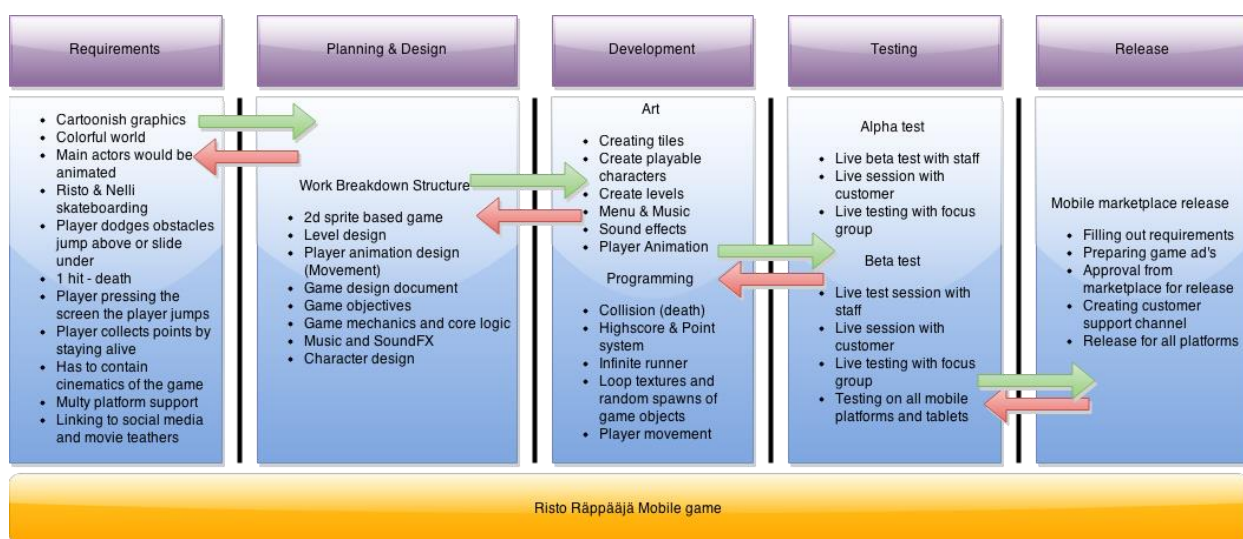 Requirements
Planning & Design
Development
Testing
Release
Cartoonish graphics
Colorful world
Main actors would be
animated
Risto & Nelli
skateboarding
Player dodges obstacles
jump above or slide
under
1 hit - death
Player pressing the
screen the player jumps
Player collects points by
staying alive
Has to contain
cinematics of the game
Multy platform support
Linking to social media
and movie teathers
Work Breakdown Structure
2d sprite based game
Level design
Player animation design
(Movement)
Game design document
Game objectives
Game mechanics and core logic
Music and SoundFX
Character design
Art
Creating tiles
Create playable
characters
Create levels
Menu & Music
Sound effects
Player Animation
Programming
Collision (death)
Highscore & Point
system
Infinite runner
Loop textures and
random spawns of
game objects
Player movement
Alpha test
Live beta test with staff
Live session with
customer
Live testing with focus
group
Beta test
Live test session with
staff
Live session with
customer
Live testing with focus
group
Testing on all mobile
platforms and tablets
Mobile marketplace release
Filling out requirements
Preparing game ad's
Approval from
marketplace for release
Creating customer
support channel
Release for all platforms
Risto Räppääjä Mobile game